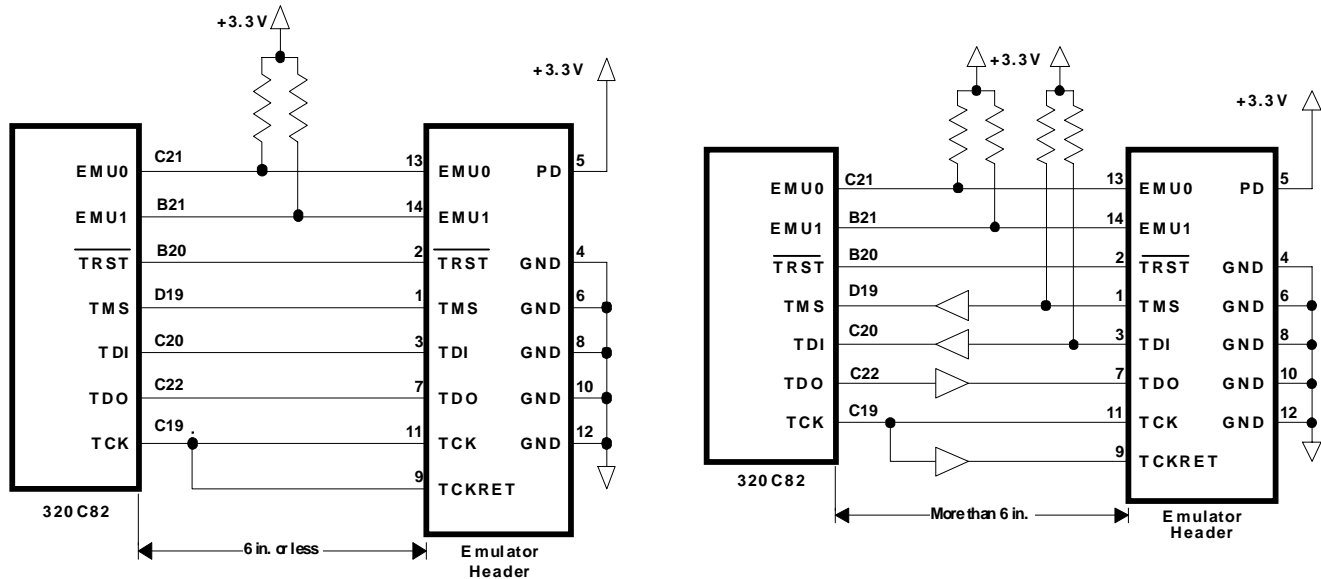 +3.3V
+3.3V
C21
EMU0
13
EMU0
PD
5
B21
EMU1
14
EMU1
B20
TRST
2
TRST
GND
4
D19
TMS
1
TMS
GND
6
C20
TDI
3
TDI
GND
8
C22
TDO
7
TDO
GND
10
C19
TCK
11
TCK
GND
12
9
TCKRET
320C82
6 in. or less
Emulator
Header
+3.3V
+3.3V
C21
EMU0
13
EMU0
PD
5
B21
EMU1
14
EMU1
B20
TRST
2
TRST
GND
4
D19
TMS
1
TMS
GND
6
C20
TDI
3
TDI
GND
8
C22
TDO
7
TDO
GND
10
C19
TCK
11
TCK
GND
12
9
TCKRET
320C82
More than 6 in.
Emulator
Header